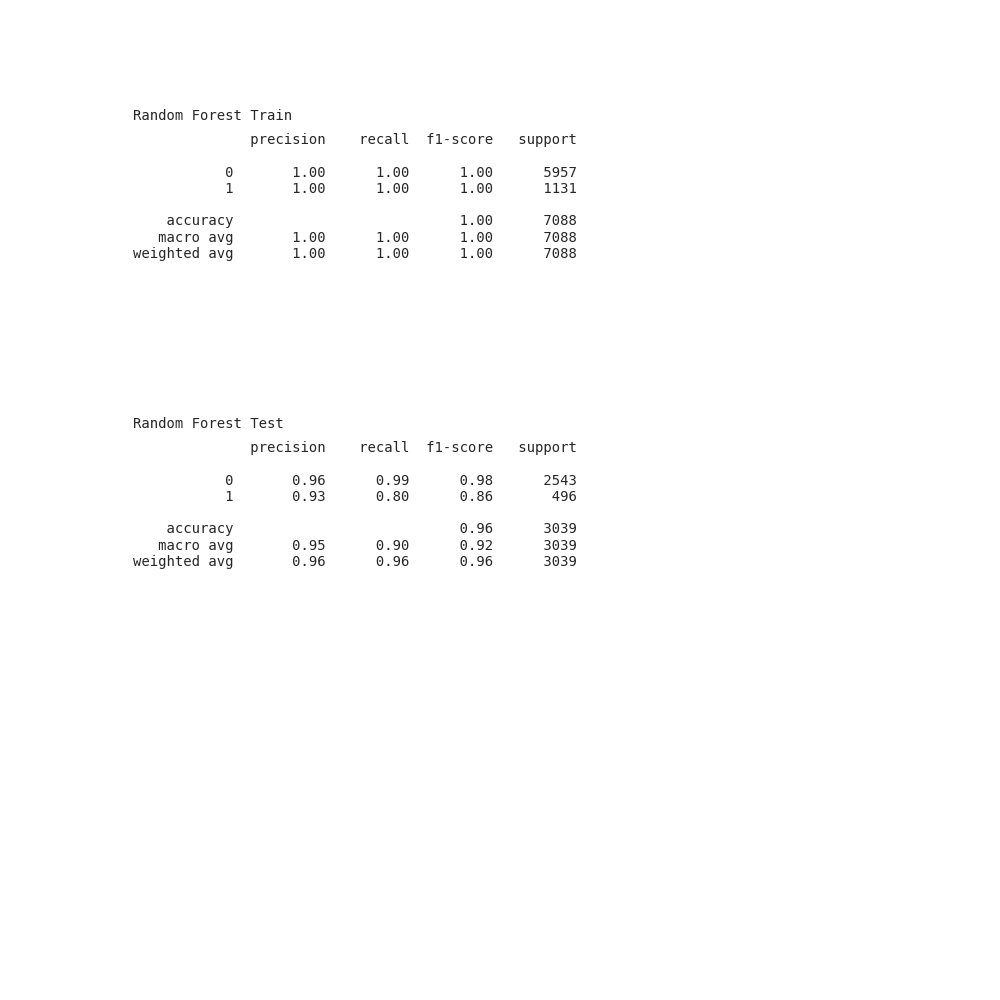 Random Forest Train
              precision    recall  f1-score   support
           0       1.00      1.00      1.00      5957
           1       1.00      1.00      1.00      1131
    accuracy                           1.00      7088
   macro avg       1.00      1.00      1.00      7088
weighted avg       1.00      1.00      1.00      7088
Random Forest Test
              precision    recall  f1-score   support
           0       0.96      0.99      0.98      2543
           1       0.93      0.80      0.86       496
    accuracy                           0.96      3039
   macro avg       0.95      0.90      0.92      3039
weighted avg       0.96      0.96      0.96      3039